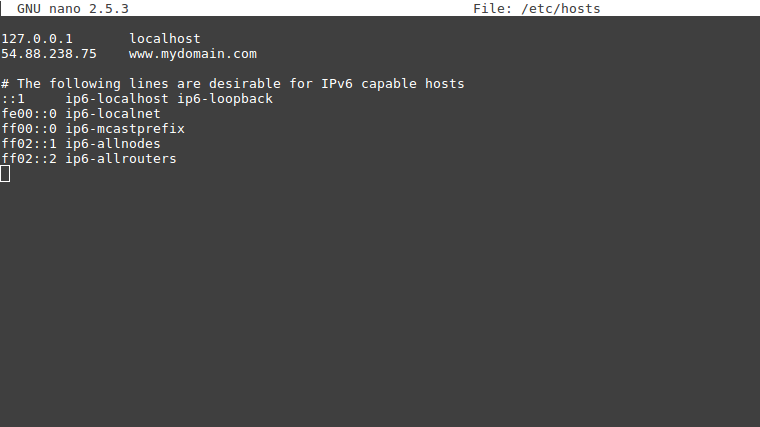 GNU nano 2.5.3 File: /etc/hosts
127.0.0.1 localhost
54.88.238.75 www.mydomain.com
# The following lines are desirable for IPv6 capable hosts
::1 ip6-localhost ip6-loopback
fe00::0 ip6-localnet
ff00::0 ip6-mcastprefix
ff02::1 ip6-allnodes
ff02::2 ip6-allrouters